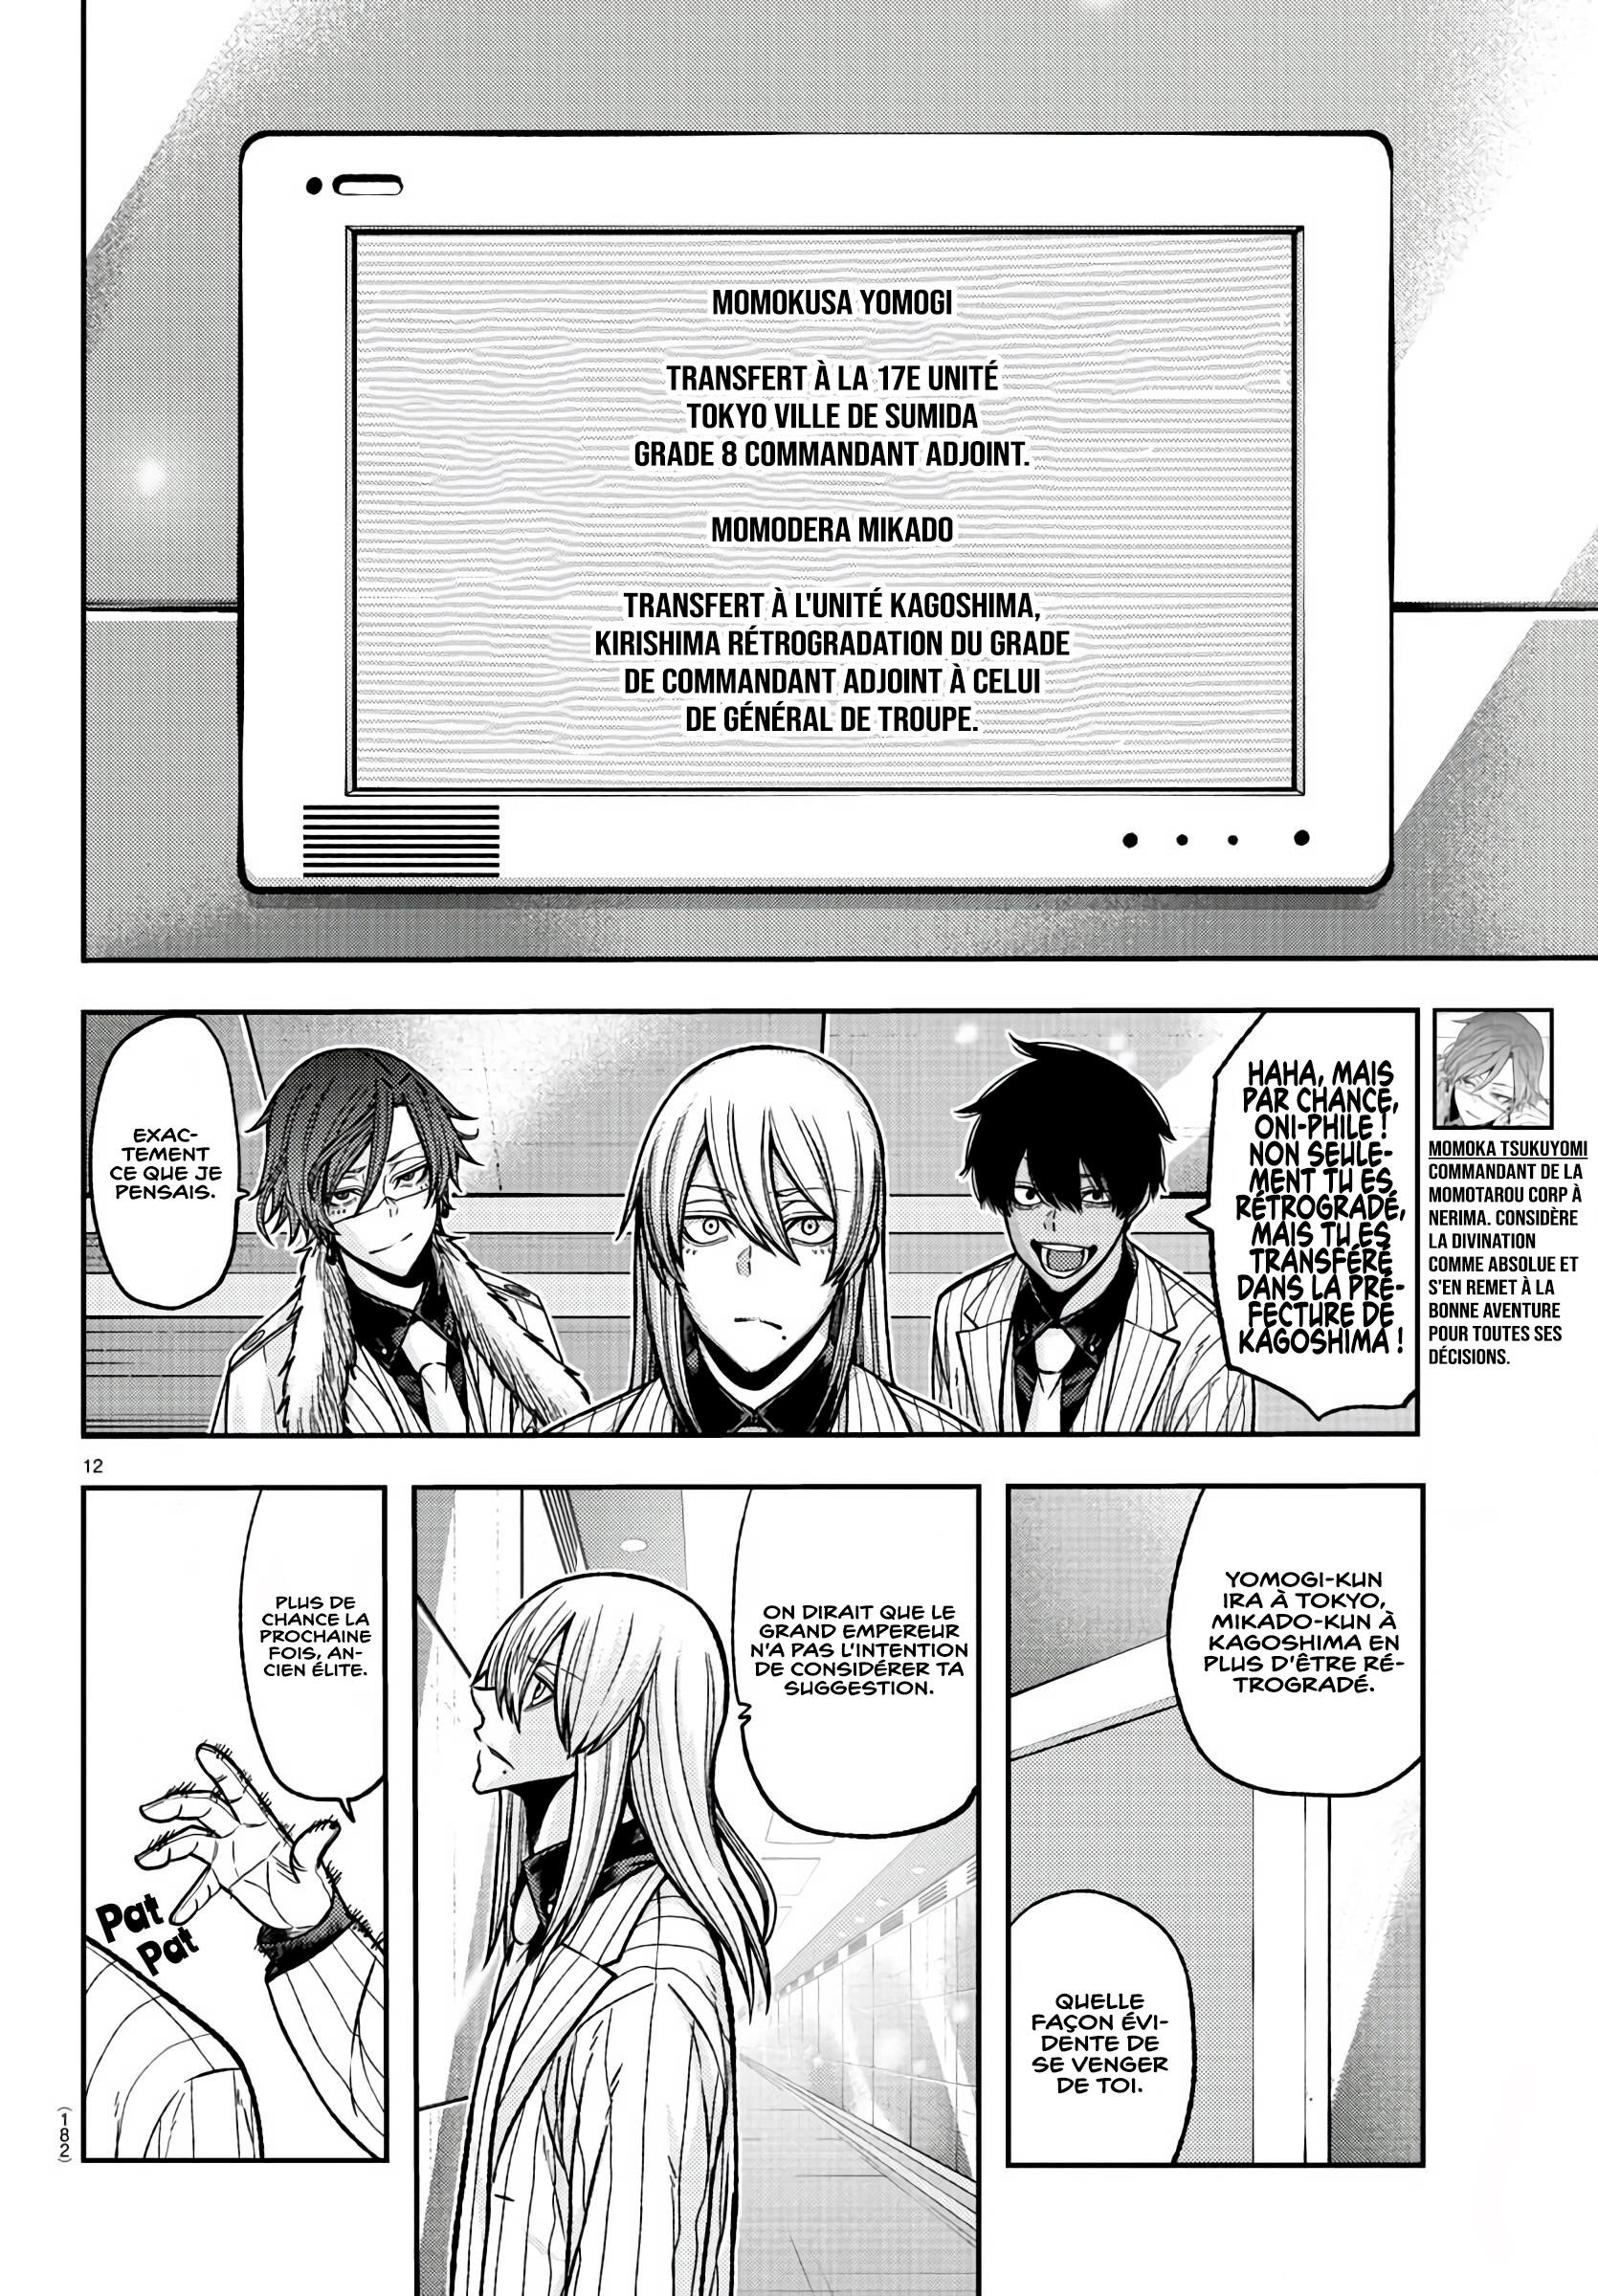 MOMOKUSA YOMOGI
TRANSFERT À LA 17E UNITÉ
TOKYO VILLE DE SUMIDA
GRADE 8 COMMANDANT ADJOINT.
MOMODERA MIKADO
TRANSFERT À L'UNITÉ KAGOSHIMA,
KIRISHIMA RÉTROGRADATION DU GRADE
DE COMMANDANT ADJOINT À CELUI
DE GÉNÉRAL DE TROUPE.
HAHA, MAIS
PAR CHANCE,
ONI-PHILE !
NON SEULE-
MENT TU ES
RÉTROGRADÉ,
MAIS TU ES
TRANSFÉRÉ
DANS LA PRÉ-
FECTURE DE
KAGOSHIMA !
EXAC-
TEMENT
CE QUE JE
PENSAIS.
MOMOKA TSUKUYOMI
COMMANDANT DE LA
MOMOTAROU CORP À
NERIMA. CONSIDÈRE
LA DIVINATION
COMME ABSOLUE ET
S'EN REMET À LA
BONNE AVENTURE
POUR TOUTES SES
DÉCISIONS.
12
YOMOGI-KUN
IRA À TOKYO,
MIKADO-KUN À
KAGOSHIMA EN
PLUS D'ÊTRE RÉ-
TROGRADÉ.
QUELLE
FAÇON ÉVI-
DENTE DE
SE VENGER
DE TOI.
ON DIRAIT QUE LE
GRAND EMPEREUR
N'A PAS L'INTENTION
DE CONSIDÉRER TA
SUGGESTION.
PLUS DE
CHANCE LA
PROCHAINE
FOIS, AN-
CIEN ÉLITE.
Pat
Pat
(182)